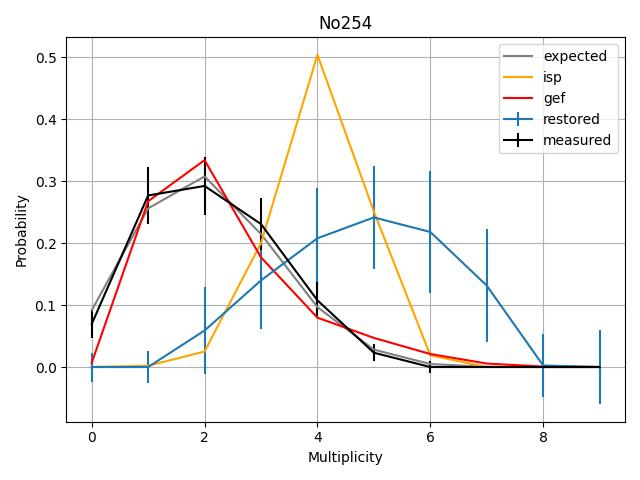 No254
Probability
0.5
0.4
0.3
0.2
0.1
0.0
0
2
4
6
8
Multiplicity
expected
isp
gef
restored
measured